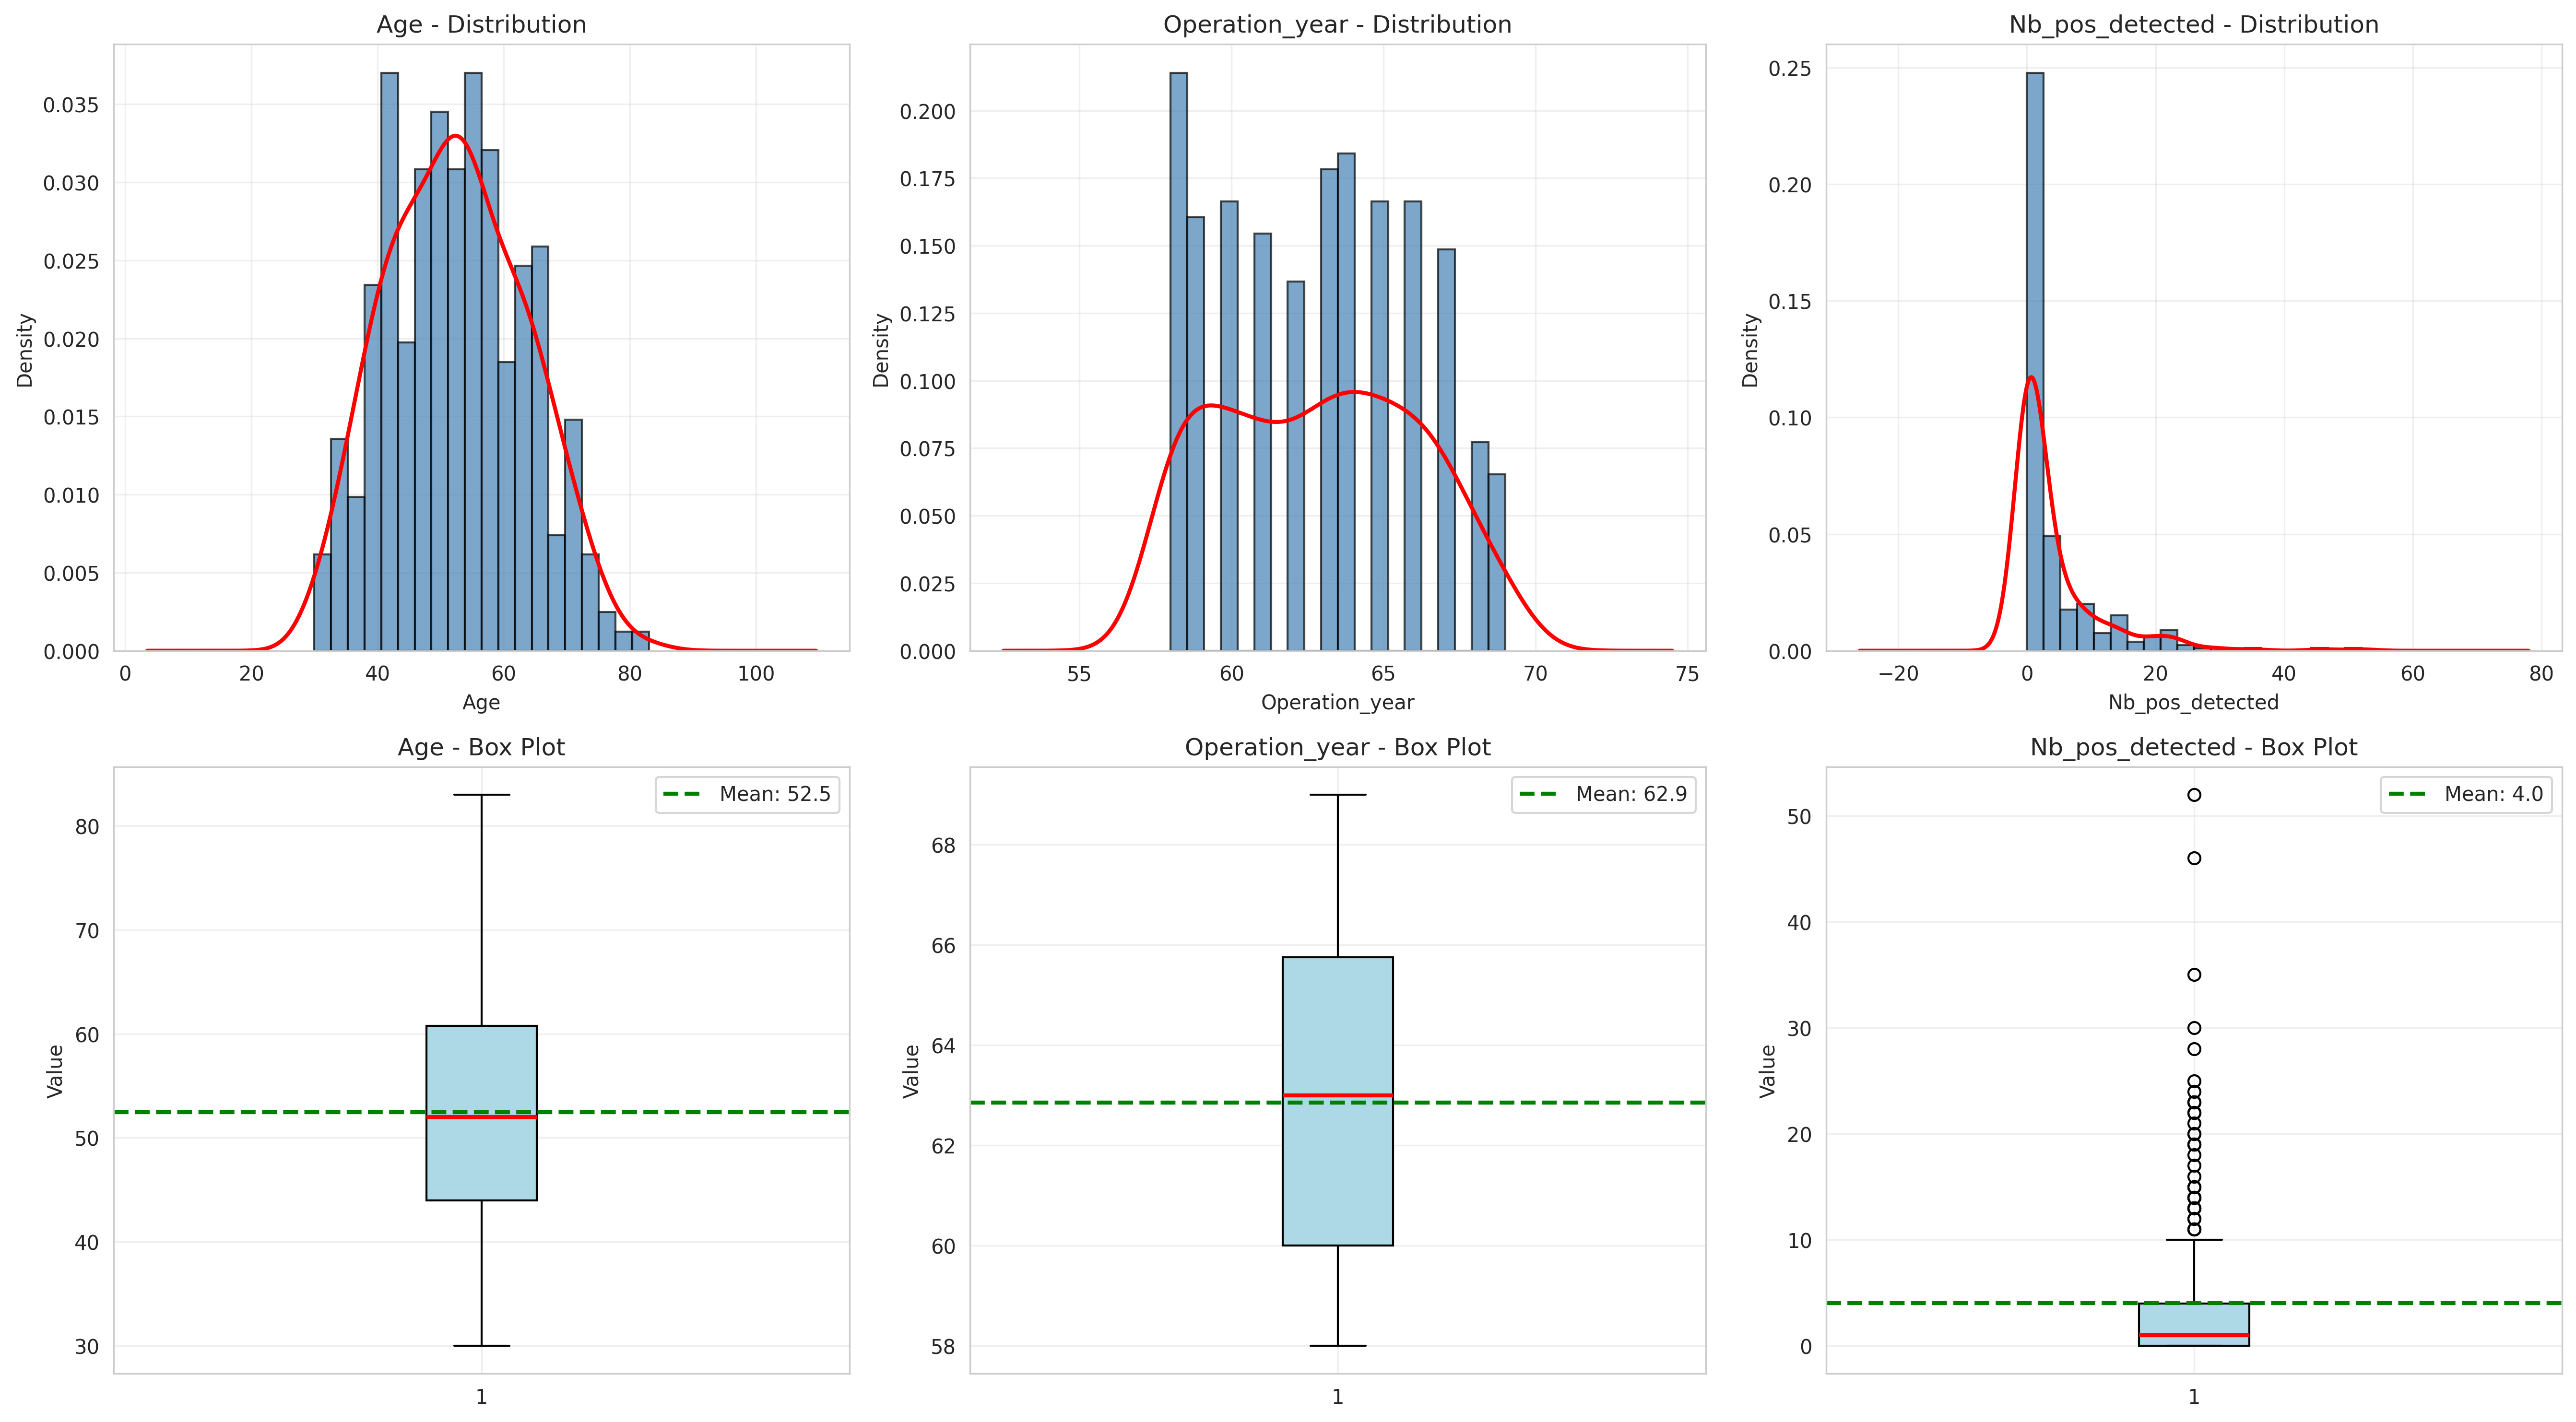 Age - Distribution
Density
0.035
0.030
0.025
0.020
0.015
0.010
0.005
0.000
0 20 40 60 80 100
Age
Operation_year - Distribution
Density
0.200
0.175
0.150
0.125
0.100
0.075
0.050
0.025
0.000
55 60 65 70 75
Operation_year
Nb_pos_detected - Distribution
Density
0.25
0.20
0.15
0.10
0.05
0.00
−20 0 20 40 60 80
Nb_pos_detected
Age - Box Plot
Mean: 52.5
Value
80
70
60
50
40
30
1
Operation_year - Box Plot
Mean: 62.9
Value
68
66
64
62
60
58
1
Nb_pos_detected - Box Plot
Mean: 4.0
Value
50
40
30
20
10
0
1